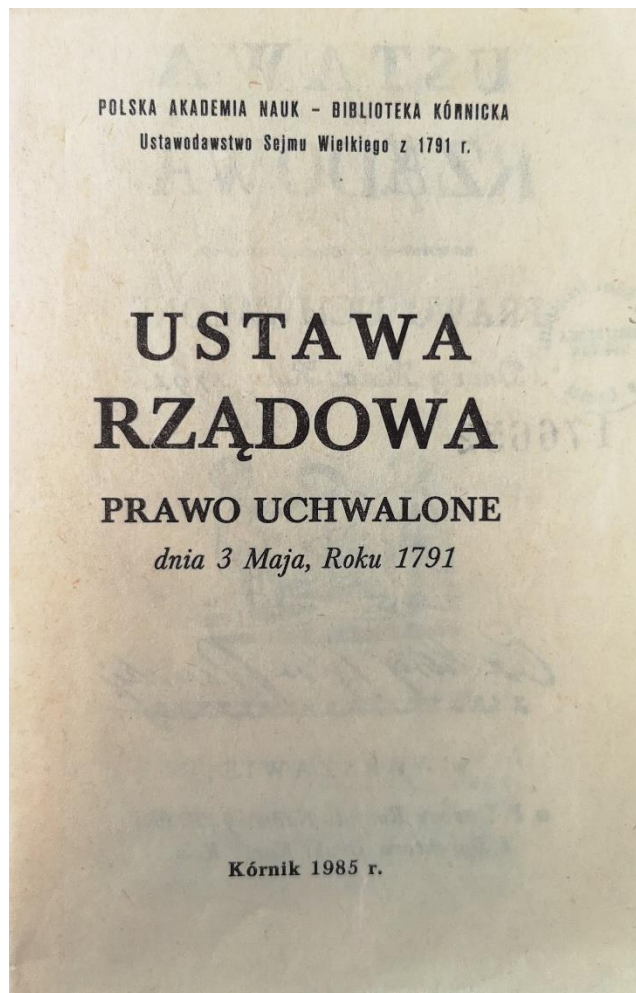 POLSKA AKADEMIA NAUK – BIBLIOTEKA KÓRNICKA
Ustawodawstwo Sejmu Wielkiego z 1791 r.
USTAWA
RZĄDOWA
PRAWO UCHWALONE
dnia 3 Maja, Roku 1791
Kórnik 1985 r.